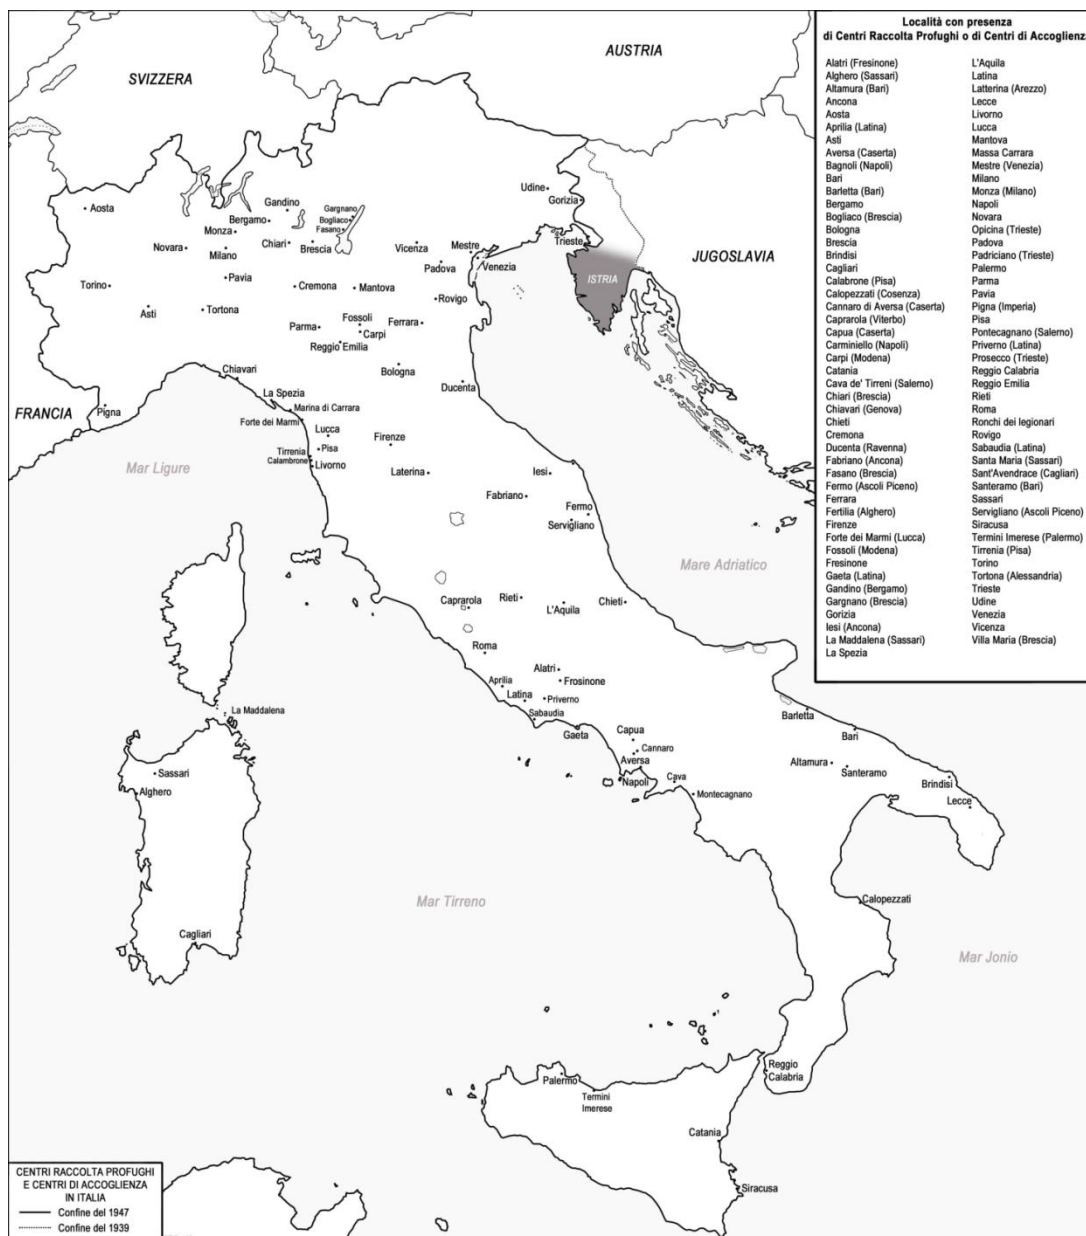 AUSTRIA
SVIZZERA
JUGOSLAVIA
FRANCIA
ISTRIA
Mar Ligure
Mare Adriatico
Mar Tirreno
Mar Jonio
Udine
Gorizia
Trieste
Aosta
Gandino
Gargnano
Bogliaco
Fasano
Bergamo
Monza
Chiari
Brescia
Novara
Milano
Vicenza
Mestre
Padova
Venezia
Torino
Pavia
Cremona
Mantova
Rovigo
Asti
Tortona
Parma
Fossoli
Carpi
Ferrara
Reggio Emilia
Bologna
Chiavari
Ducenta
La Spezia
Pigna
Marina di Carrara
Forte dei Marmi
Lucca
Firenze
Tirrenia
Pisa
Calambrone
Livorno
Laterina
Iesi
Fabriano
Fermo
Servigliano
Caprarola
Rieti
L'Aquila
Chieti
Roma
Alatri
Frosinone
Aprilia
Latina
Priverno
Sabaudia
Gaeta
La Maddalena
Capua
Cannaro
Aversa
Napoli
Cava
Montecagnano
Barletta
Bari
Altamura
Santeramo
Brindisi
Lecce
Sassari
Alghero
Cagliari
Calopezzati
Reggio
Calabria
Palermo
Termini
Imerese
Catania
Siracusa
Località con presenza
di Centri Raccolta Profughi o di Centri di Accoglienza
Alatri (Fresinone)
Alghero (Sassari)
Altamura (Bari)
Ancona
Aosta
Aprilia (Latina)
Asti
Aversa (Caserta)
Bagnoli (Napoli)
Bari
Barletta (Bari)
Bergamo
Bogliaco (Brescia)
Bologna
Brescia
Brindisi
Cagliari
Calabrone (Pisa)
Calopezzati (Cosenza)
Cannaro di Aversa (Caserta)
Caprarola (Viterbo)
Capua (Caserta)
Carminiello (Napoli)
Carpi (Modena)
Catania
Cava de' Tirreni (Salerno)
Chiari (Brescia)
Chiavari (Genova)
Chieti
Cremona
Ducenta (Ravenna)
Fabriano (Ancona)
Fasano (Brescia)
Fermo (Ascoli Piceno)
Ferrara
Fertilia (Alghero)
Firenze
Forte dei Marmi (Lucca)
Fossoli (Modena)
Fresinone
Gaeta (Latina)
Gandino (Bergamo)
Gargnano (Brescia)
Gorizia
Iesi (Ancona)
La Maddalena (Sassari)
La Spezia
L'Aquila
Latina
Latterina (Arezzo)
Lecce
Livorno
Lucca
Mantova
Massa Carrara
Mestre (Venezia)
Milano
Monza (Milano)
Napoli
Novara
Opicina (Trieste)
Padova
Padriciano (Trieste)
Palermo
Parma
Pavia
Pigna (Imperia)
Pisa
Pontecagnano (Salerno)
Priverno (Latina)
Prosecco (Trieste)
Reggio Calabria
Reggio Emilia
Rieti
Roma
Ronchi dei legionari
Rovigo
Sabaudia (Latina)
Santa Maria (Sassari)
Sant'Avendrace (Cagliari)
Santeramo (Bari)
Sassari
Servigliano (Ascoli Piceno)
Siracusa
Termini Imerese (Palermo)
Tirrenia (Pisa)
Torino
Tortona (Alessandria)
Trieste
Udine
Venezia
Vicenza
Villa Maria (Brescia)
CENTRI RACCOLTA PROFUGHI
E CENTRI DI ACCOGLIENZA
IN ITALIA
Confine del 1947
Confine del 1939